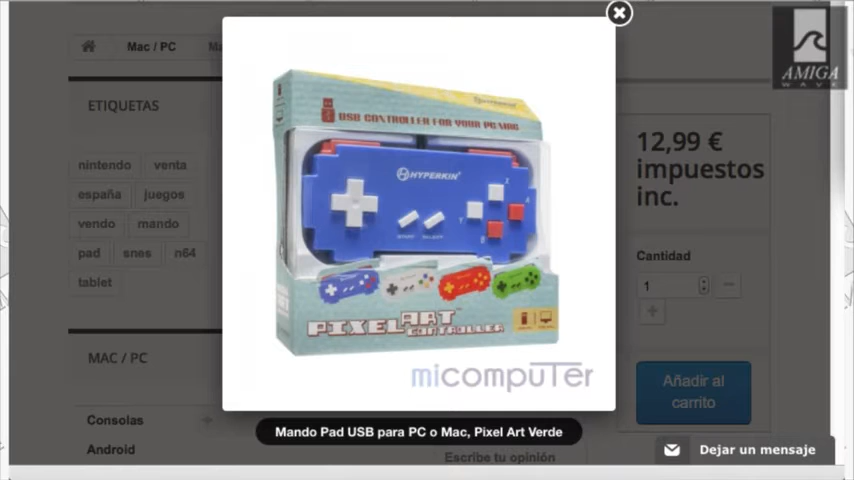 Mac / PC
Ma
AMIGA
WAVE
ETIQUETAS
nintendo
venta
españa
juegos
vendo
mando
pad
snes
n64
tablet
MAC / PC
Consolas
Android
USB CONTROLLER FOR YOUR PC/MAC
HYPERKIN
START
SELECT
Y
A
B
PIXEL ART
CONTROLLER
micomputer
Mando Pad USB para PC o Mac, Pixel Art Verde
12,99 €
impuestos
inc.
Cantidad
1
Añadir al
carrito
Escribe tu opinión
Dejar un mensaje